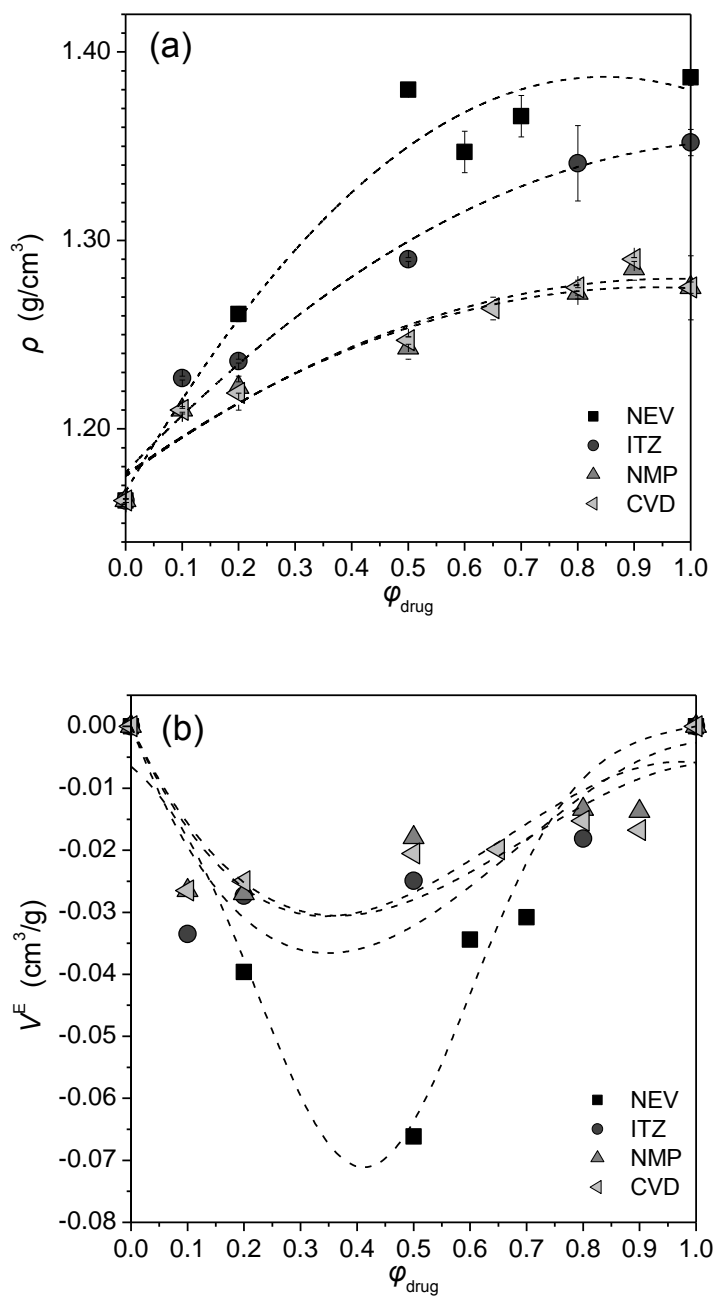 (a)
1.40
1.30
1.20
ρ (g/cm³)
NEV
ITZ
NMP
CVD
0.0 0.1 0.2 0.3 0.4 0.5 0.6 0.7 0.8 0.9 1.0
φdrug
(b)
0.00
-0.01
-0.02
-0.03
-0.04
-0.05
-0.06
-0.07
-0.08
Vᴱ (cm³/g)
NEV
ITZ
NMP
CVD
0.0 0.1 0.2 0.3 0.4 0.5 0.6 0.7 0.8 0.9 1.0
φdrug